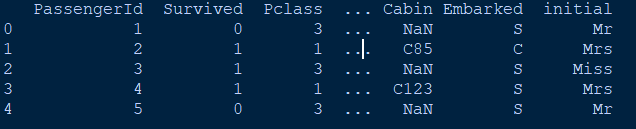 PassengerId Survived Pclass ... Cabin Embarked initial
0 1 0 3 ... NaN S Mr
1 2 1 1 ... C85 C Mrs
2 3 1 3 ... NaN S Miss
3 4 1 1 ... C123 S Mrs
4 5 0 3 ... NaN S Mr